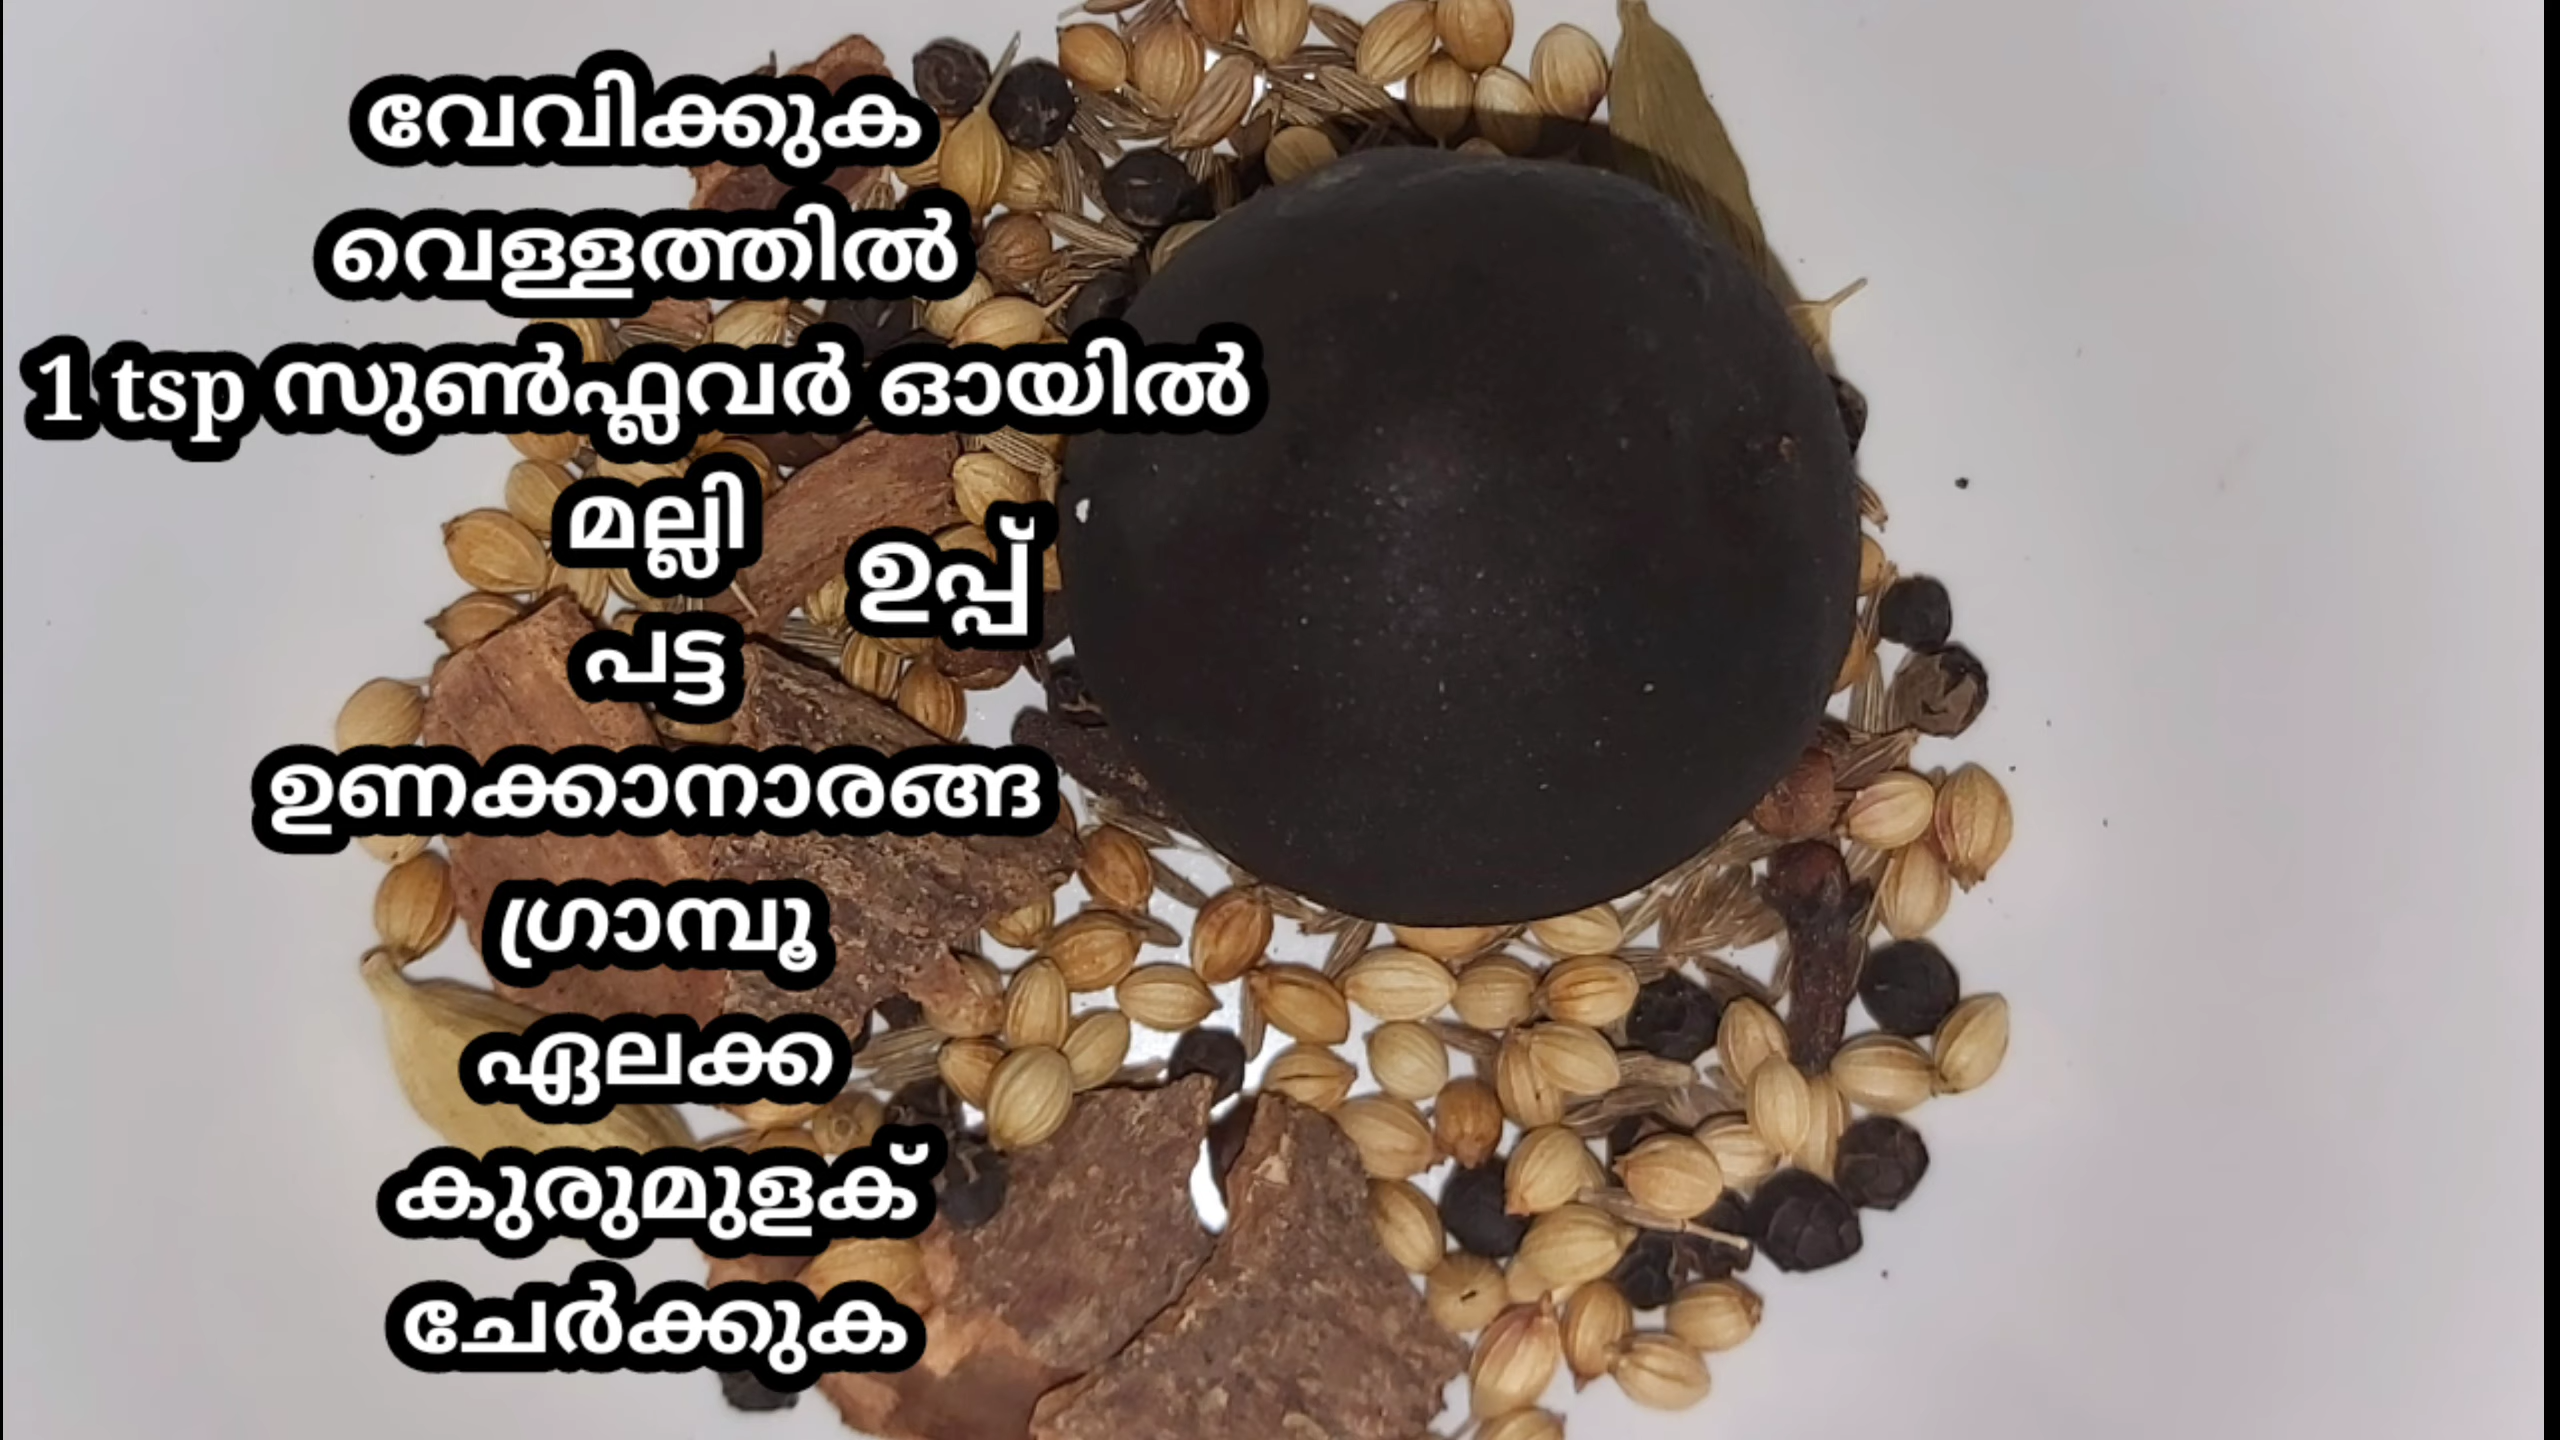 വേവിക്കുക
വെള്ളത്തിൽ
1 tsp സുൺഫ്ലവർ ഓയിൽ
മല്ലി
ഉപ്പ്
പട്ട
ഉണക്കാനാരങ്ങ
ഗ്രാമ്പൂ
ഏലക്ക
കുരുമുളക്
ചേർക്കുക